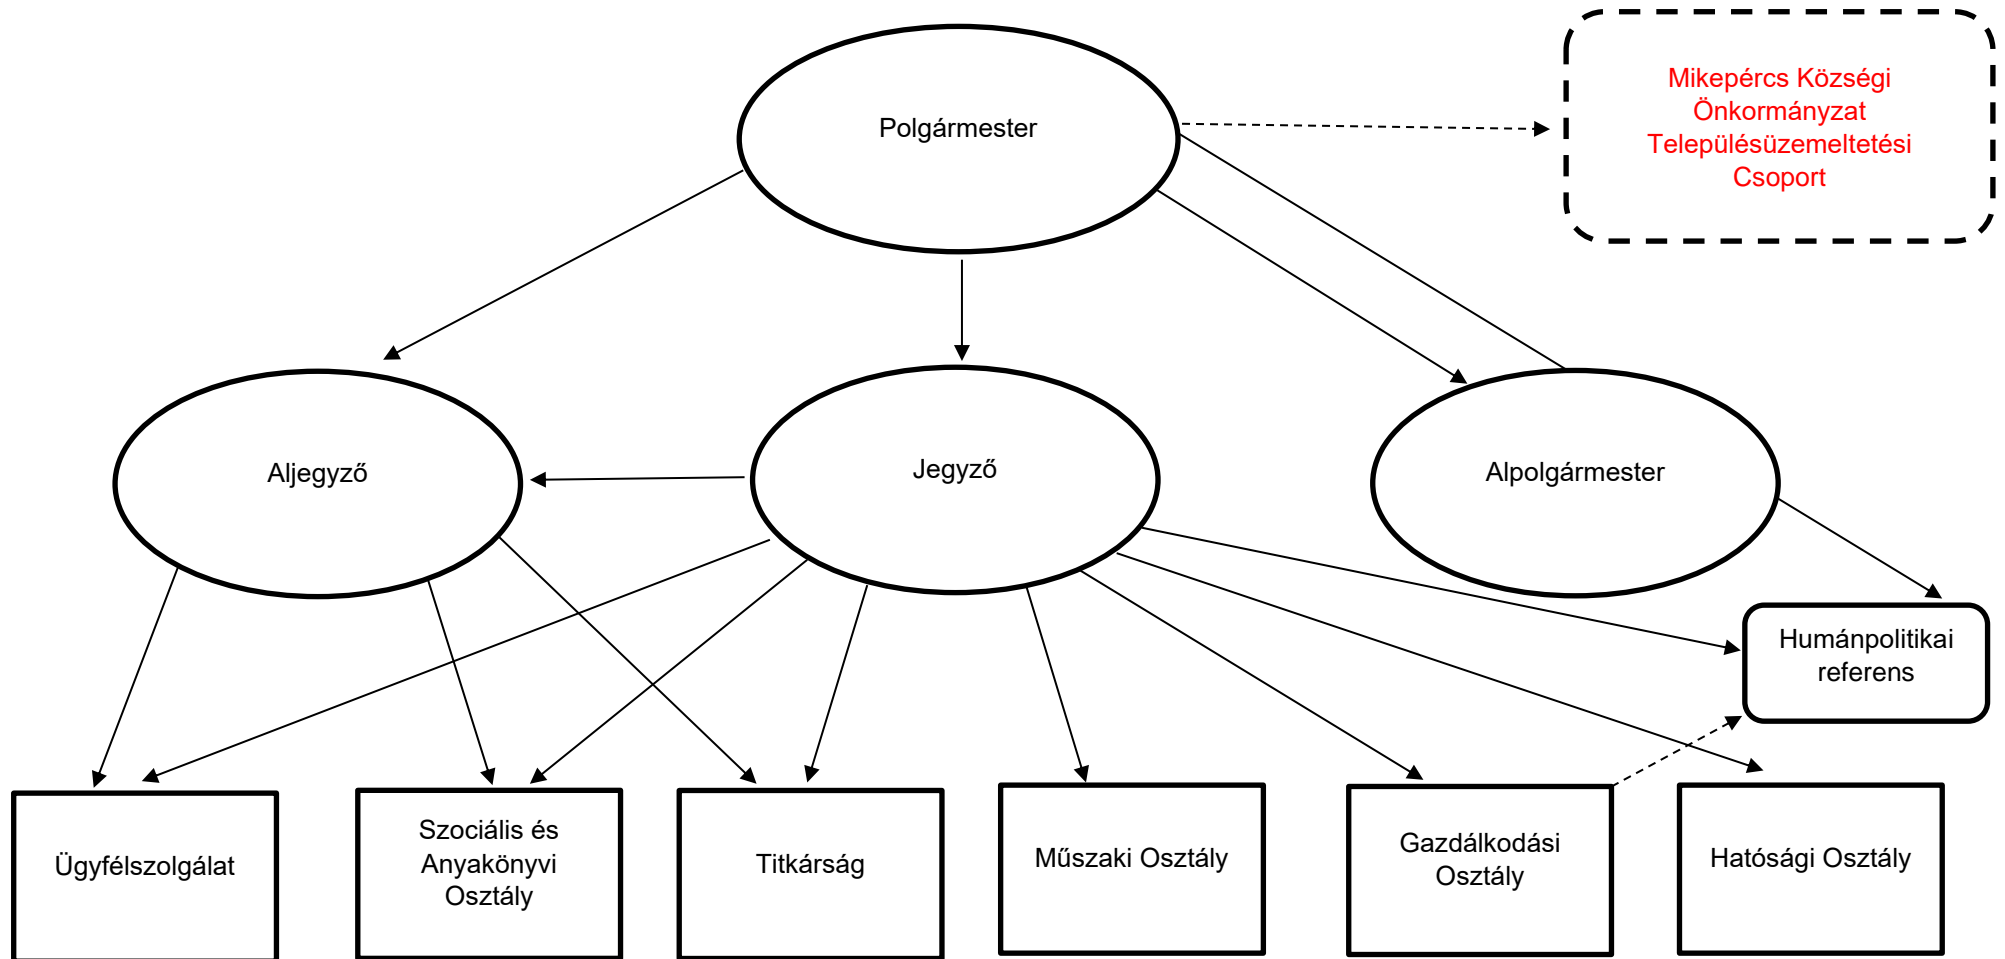 Polgármester
Mikepércs Községi
Önkormányzat
Településüzemeltetési
Csoport
Aljegyző
Jegyző
Alpolgármester
Humánpolitikai
referens
Ügyfélszolgálat
Szociális és
Anyakönyvi
Osztály
Titkárság
Műszaki Osztály
Gazdálkodási
Osztály
Hatósági Osztály